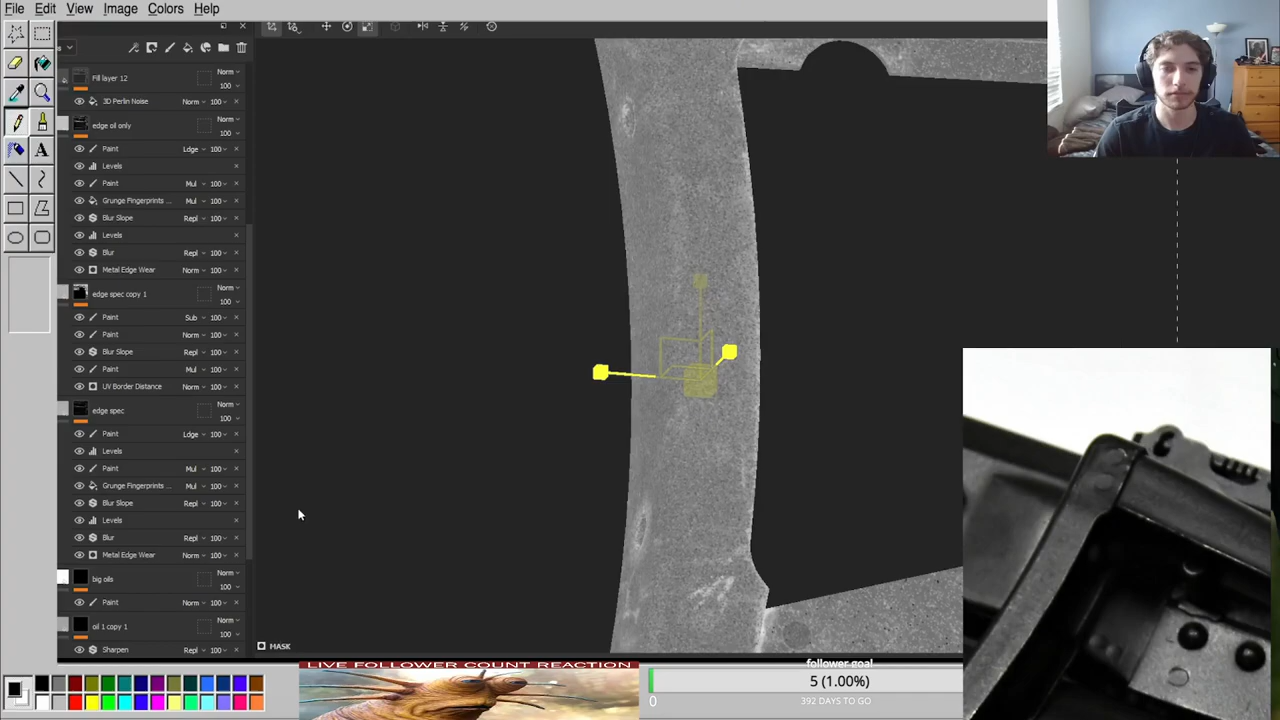 File Edit View Image Colors Help
Fill layer 12 Norm 100
3D Perlin Noise Norm 100
edge oil only Norm 100
Paint Ldge 100
Levels
Paint Mul 100
Grunge Fingerprints ... Mul 100
Blur Slope Repl 100
Levels
Blur Repl 100
Metal Edge Wear Norm 100
edge spec copy 1 Norm 100
Paint Sub 100
Paint Norm 100
Blur Slope Repl 100
Paint Mul 100
UV Border Distance Norm 100
edge spec Norm 100
Paint Ldge 100
Levels
Paint Mul 100
Grunge Fingerprints ... Mul 100
Blur Slope Repl 100
Levels
Blur Repl 100
Metal Edge Wear Norm 100
big oils Norm 100
Paint Norm 100
oil 1 copy 1 Norm 100
Sharpen Repl 100
MASK
A
LIVE FOLLOWER COUNT REACTION
follower goal
5 (1.00%)
0
392 DAYS TO GO